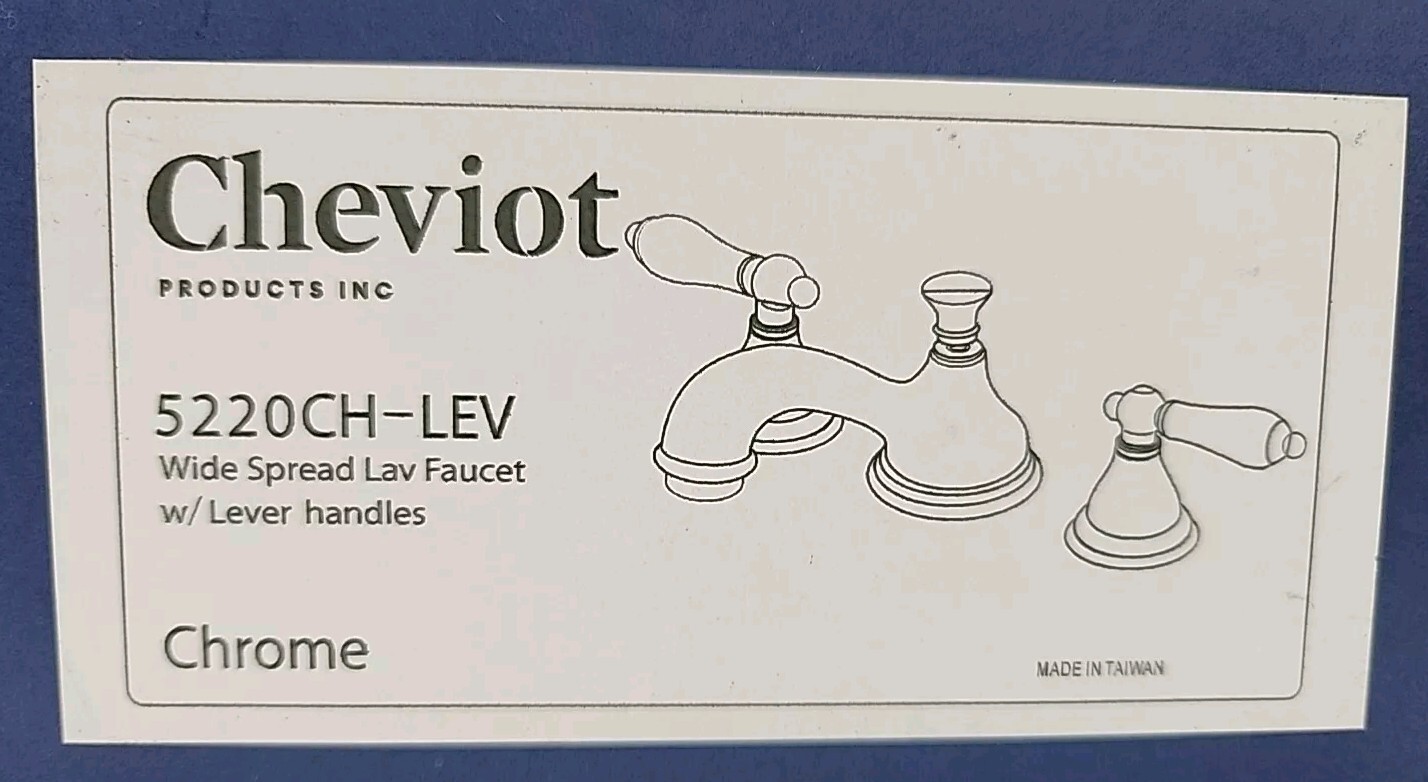 Cheviot
PRODUCTS INC
5220CH-LEV
Wide Spread Lav Faucet
w/ Lever handles
Chrome
MADE IN TAIWAN